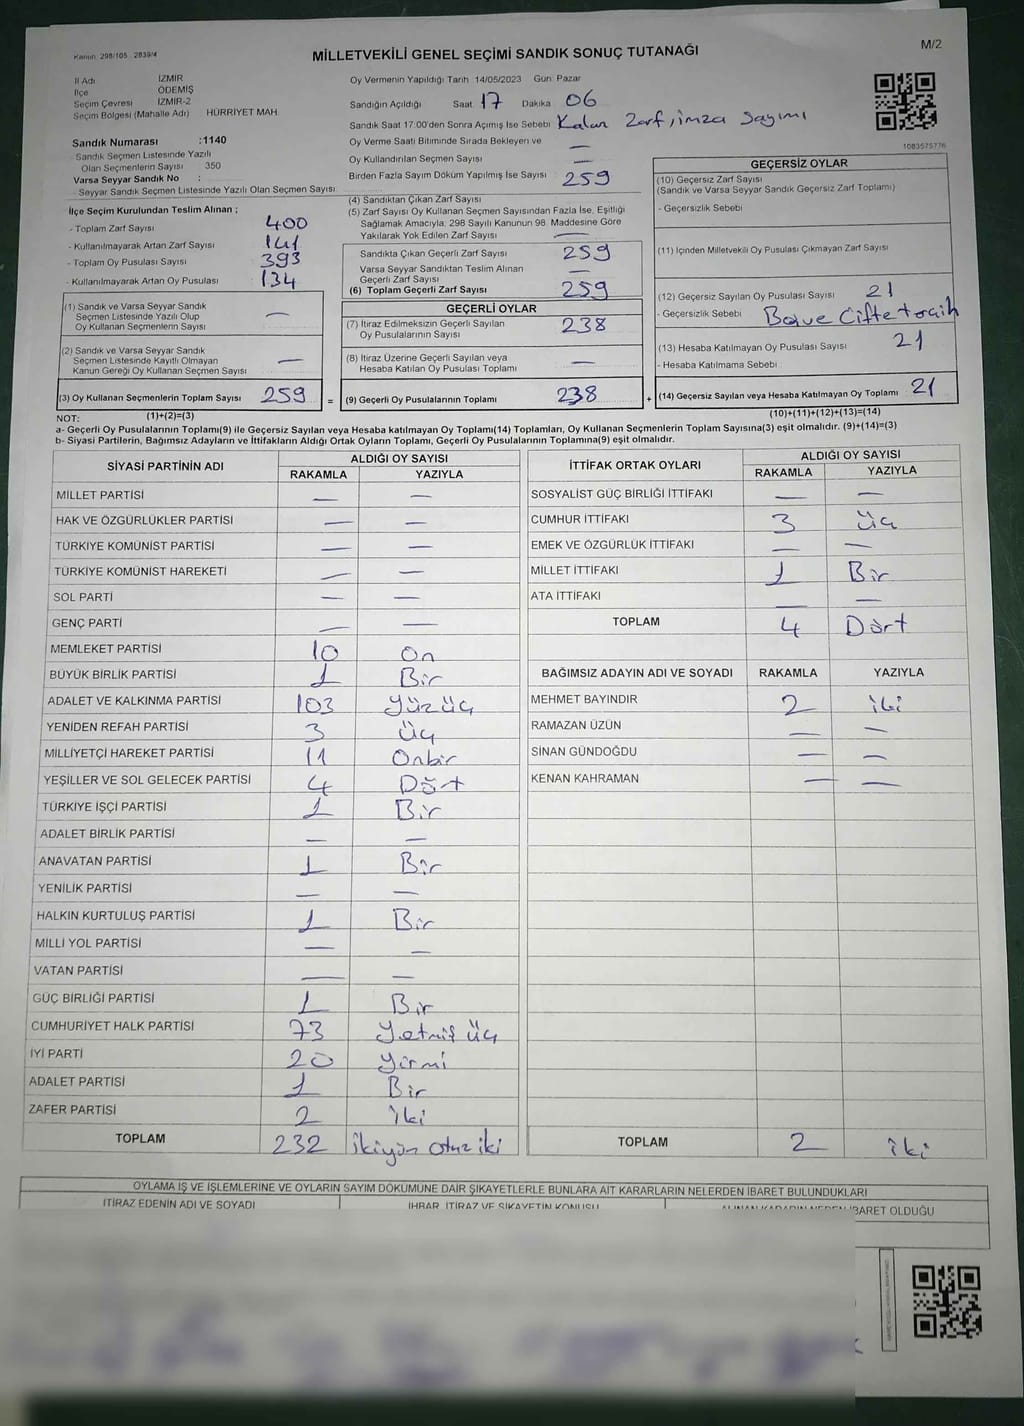 Kanun: 298/105 2839/4
MİLLETVEKİLİ GENEL SEÇİMİ SANDIK SONUÇ TUTANAĞI
M/2
İl Adı İZMİR
İlçe ÖDEMİŞ
Seçim Çevresi İZMİR-2
Seçim Bölgesi (Mahalle Adı) HÜRRİYET MAH.
Sandık Numarası :1140
- Sandık Seçmen Listesinde Yazılı
Olan Seçmenlerin Sayısı 350
Varsa Seyyar Sandık No :
- Seyyar Sandık Seçmen Listesinde Yazılı Olan Seçmen Sayısı:
Oy Vermenin Yapıldığı Tarih 14/05/2023 Gün: Pazar
Sandığın Açıldığı Saat 17 Dakika 06
Sandık Saat 17:00'den Sonra Açılmış İse Sebebi Kalan Zarf, imza Sayımı
Oy Verme Saati Bitiminde Sırada Bekleyen ve
Oy Kullandırılan Seçmen Sayısı —
Birden Fazla Sayım Döküm Yapılmış İse Sayısı —
1083575776
İlçe Seçim Kurulundan Teslim Alınan ;
- Toplam Zarf Sayısı 400
- Kullanılmayarak Artan Zarf Sayısı 141
- Toplam Oy Pusulası Sayısı 393
- Kullanılmayarak Artan Oy Pusulası 134
(1) Sandık ve Varsa Seyyar Sandık
Seçmen Listesinde Yazılı Olup
Oy Kullanan Seçmenlerin Sayısı —
(2) Sandık ve Varsa Seyyar Sandık
Seçmen Listesinde Kayıtlı Olmayan
Kanun Gereği Oy Kullanan Seçmen Sayısı —
(3) Oy Kullanan Seçmenlerin Toplam Sayısı 259 =
(1)+(2)=(3)
(4) Sandıktan Çıkan Zarf Sayısı 259
(5) Zarf Sayısı Oy Kullanan Seçmen Sayısından Fazla İse, Eşitliği
Sağlamak Amacıyla; 298 Sayılı Kanunun 98. Maddesine Göre
Yakılarak Yok Edilen Zarf Sayısı —
Sandıkta Çıkan Geçerli Zarf Sayısı 259
Varsa Seyyar Sandıktan Teslim Alınan
Geçerli Zarf Sayısı —
(6) Toplam Geçerli Zarf Sayısı 259
GEÇERLİ OYLAR
(7) İtiraz Edilmeksizin Geçerli Sayılan
Oy Pusulalarının Sayısı 238
(8) İtiraz Üzerine Geçerli Sayılan veya
Hesaba Katılan Oy Pusulası Toplamı —
(9) Geçerli Oy Pusulalarının Toplamı 238 +
GEÇERSİZ OYLAR
(10) Geçersiz Zarf Sayısı
(Sandık ve Varsa Seyyar Sandık Geçersiz Zarf Toplamı)
- Geçersizlik Sebebi
(11) İçinden Milletvekili Oy Pusulası Çıkmayan Zarf Sayısı
(12) Geçersiz Sayılan Oy Pusulası Sayısı 21
- Geçersizlik Sebebi Boş ve Çifte tercih
(13) Hesaba Katılmayan Oy Pusulası Sayısı 21
- Hesaba Katılmama Sebebi
(14) Geçersiz Sayılan veya Hesaba Katılmayan Oy Toplamı 21
(10)+(11)+(12)+(13)=(14)
NOT:
a- Geçerli Oy Pusulalarının Toplamı(9) ile Geçersiz Sayılan veya Hesaba katılmayan Oy Toplamı(14) Toplamları, Oy Kullanan Seçmenlerin Toplam Sayısına(3) eşit olmalıdır. (9)+(14)=(3)
b- Siyasi Partilerin, Bağımsız Adayların ve İttifakların Aldığı Ortak Oyların Toplamı, Geçerli Oy Pusulalarının Toplamına(9) eşit olmalıdır.
SİYASİ PARTİNİN ADI ALDIĞI OY SAYISI
RAKAMLA YAZIYLA
MİLLET PARTİSİ — —
HAK VE ÖZGÜRLÜKLER PARTİSİ — —
TÜRKİYE KOMÜNİST PARTİSİ — —
TÜRKİYE KOMÜNİST HAREKETİ — —
SOL PARTİ — —
GENÇ PARTİ — —
MEMLEKET PARTİSİ 10 On
BÜYÜK BİRLİK PARTİSİ 1 Bir
ADALET VE KALKINMA PARTİSİ 103 Yüzüç
YENİDEN REFAH PARTİSİ 3 Üç
MİLLİYETÇİ HAREKET PARTİSİ 11 Onbir
YEŞİLLER VE SOL GELECEK PARTİSİ 4 Dört
TÜRKİYE İŞÇİ PARTİSİ 1 Bir
ADALET BİRLİK PARTİSİ — —
ANAVATAN PARTİSİ 1 Bir
YENİLİK PARTİSİ — —
HALKIN KURTULUŞ PARTİSİ 1 Bir
MİLLİ YOL PARTİSİ — —
VATAN PARTİSİ — —
GÜÇ BİRLİĞİ PARTİSİ 1 Bir
CUMHURİYET HALK PARTİSİ 73 Yetmiş üç
İYİ PARTİ 20 Yirmi
ADALET PARTİSİ 1 Bir
ZAFER PARTİSİ 2 İki
TOPLAM 232 İkiyüz otuz iki
İTTİFAK ORTAK OYLARI ALDIĞI OY SAYISI
RAKAMLA YAZIYLA
SOSYALİST GÜÇ BİRLİĞİ İTTİFAKI — —
CUMHUR İTTİFAKI 3 Üç
EMEK VE ÖZGÜRLÜK İTTİFAKI — —
MİLLET İTTİFAKI 1 Bir
ATA İTTİFAKI — —
TOPLAM 4 Dört
BAĞIMSIZ ADAYIN ADI VE SOYADI RAKAMLA YAZIYLA
MEHMET BAYINDIR 2 İki
RAMAZAN ÜZÜN — —
SİNAN GÜNDOĞDU — —
KENAN KAHRAMAN — —
TOPLAM 2 İki
OYLAMA İŞ VE İŞLEMLERİNE VE OYLARIN SAYIM DÖKÜMÜNE DAİR ŞİKAYETLERLE BUNLARA AİT KARARLARIN NELERDEN İBARET BULUNDUKLARI
İTİRAZ EDENİN ADI VE SOYADI İHBAR, İTİRAZ VE ŞİKAYETİN KONUSU ALINAN KARARIN NEDEN İBARET OLDUĞU